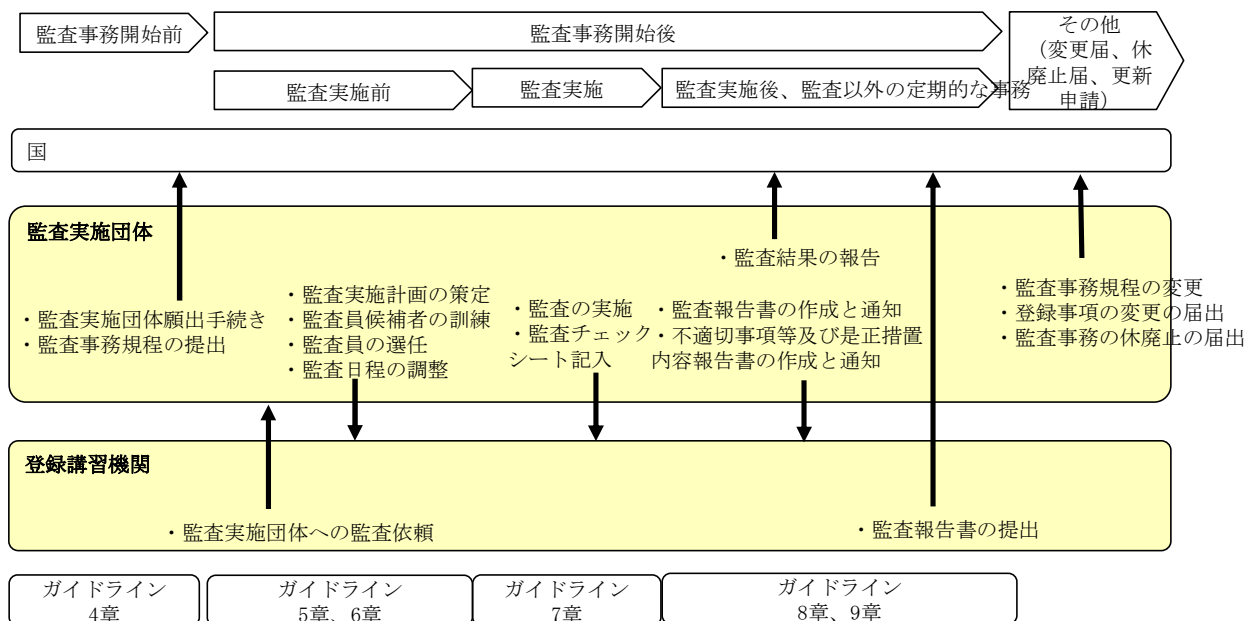 監査事務開始前
監査事務開始後
その他
（変更届、休
廃止届、更新
申請）
監査実施前
監査実施
監査実施後、監査以外の定期的な事務
国
監査実施団体
・監査実施団体願出手続き
・監査事務規程の提出
・監査実施計画の策定
・監査員候補者の訓練
・監査員の選任
・監査日程の調整
・監査の実施
・監査チェック
シート記入
・監査結果の報告
・監査報告書の作成と通知
・不適切事項等及び是正措置
内容報告書の作成と通知
・監査事務規程の変更
・登録事項の変更の届出
・監査事務の休廃止の届出
登録講習機関
・監査実施団体への監査依頼
・監査報告書の提出
ガイドライン
4章
ガイドライン
5章、6章
ガイドライン
7章
ガイドライン
8章、9章